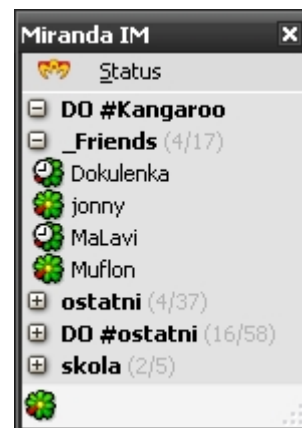 Miranda IM
Status
DO #Kangaroo
_Friends (4/17)
Dokulenka
jonny
MaLavi
Muflon
ostatni (4/37)
DO #ostatni (16/58)
skola (2/5)